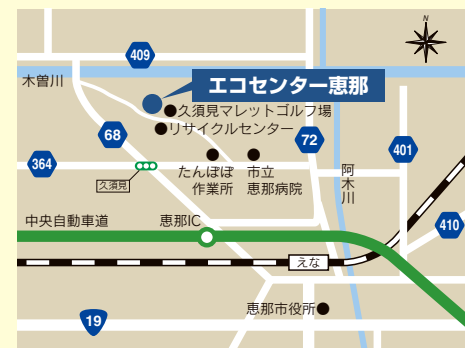 N
409
木曽川
エコセンター恵那
久須見マレットゴルフ場
リサイクルセンター
68
72
401
364
久須見
たんぽぽ
作業所
市立
恵那病院
阿木川
中央自動車道
恵那IC
410
えな
恵那市役所
19